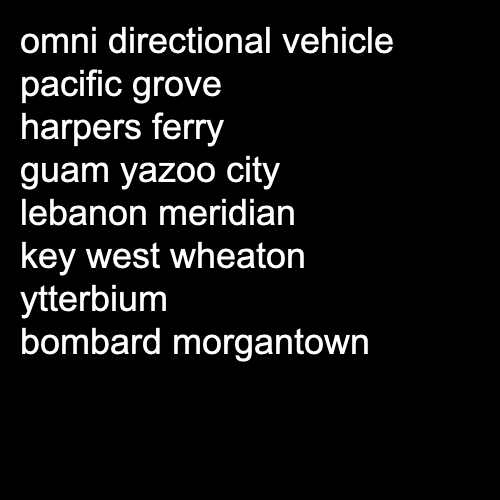 omni directional vehicle
pacific grove
harpers ferry
guam yazoo city
lebanon meridian
key west wheaton
ytterbium
bombard morgantown